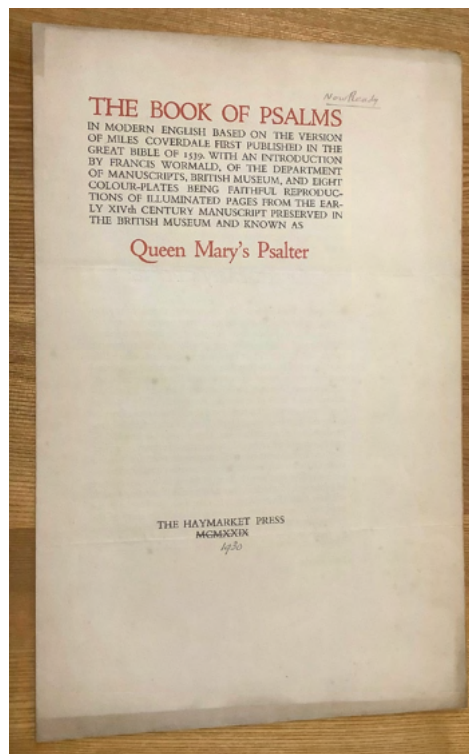 Now Ready
THE BOOK OF PSALMS
IN MODERN ENGLISH BASED ON THE VERSION
OF MILES COVERDALE FIRST PUBLISHED IN THE
GREAT BIBLE OF 1539. WITH AN INTRODUCTION
BY FRANCIS WORMALD, OF THE DEPARTMENT
OF MANUSCRIPTS, BRITISH MUSEUM, AND EIGHT
COLOUR-PLATES BEING FAITHFUL REPRODUC-
TIONS OF ILLUMINATED PAGES FROM THE EAR-
LY XIVth CENTURY MANUSCRIPT PRESERVED IN
THE BRITISH MUSEUM AND KNOWN AS
Queen Mary's Psalter
THE HAYMARKET PRESS
MCMXXIX
1930